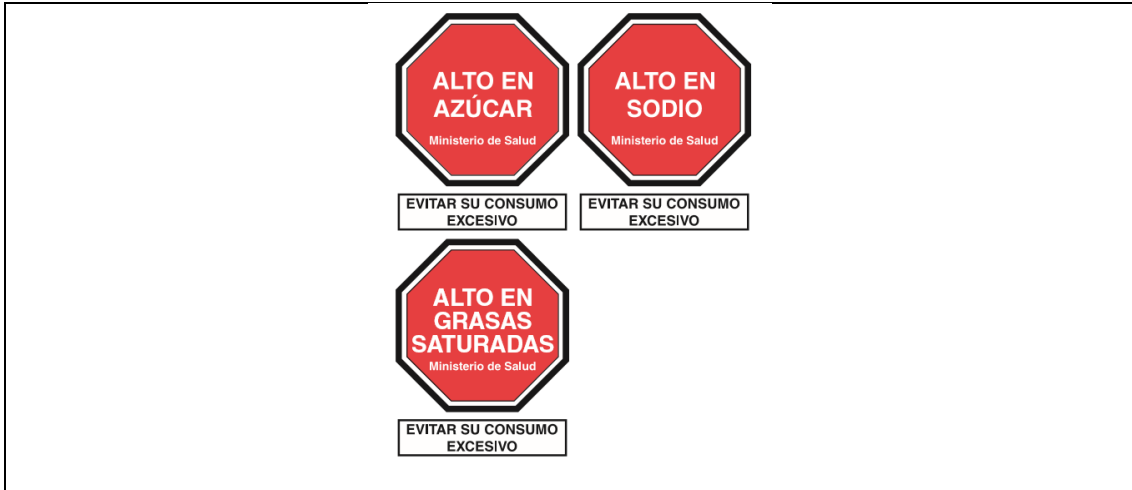 ALTO EN
AZÚCAR
Ministerio de Salud
EVITAR SU CONSUMO
EXCESIVO
ALTO EN
SODIO
Ministerio de Salud
EVITAR SU CONSUMO
EXCESIVO
ALTO EN
GRASAS
SATURADAS
Ministerio de Salud
EVITAR SU CONSUMO
EXCESIVO